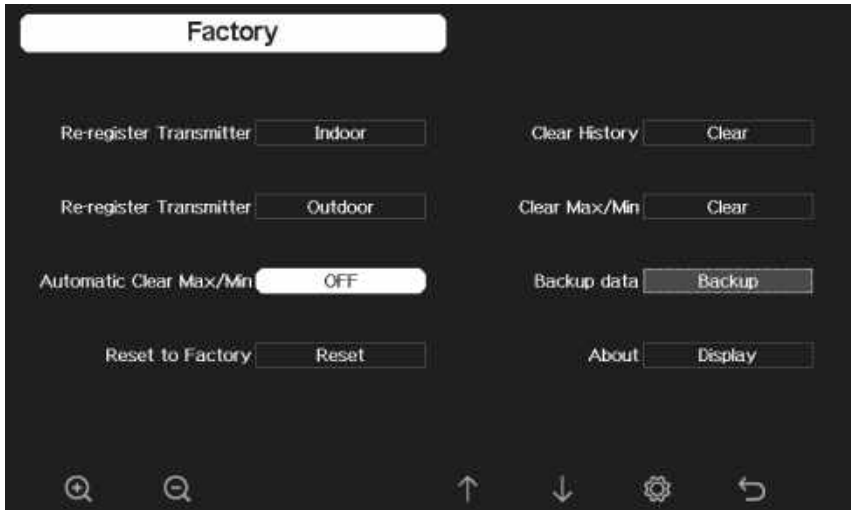 Factory
Re-register Transmitter Indoor Clear History Clear
Re-register Transmitter Outdoor Clear Max/Min Clear
Automatic Clear Max/Min OFF Backup data Backup
Reset to Factory Reset About Display